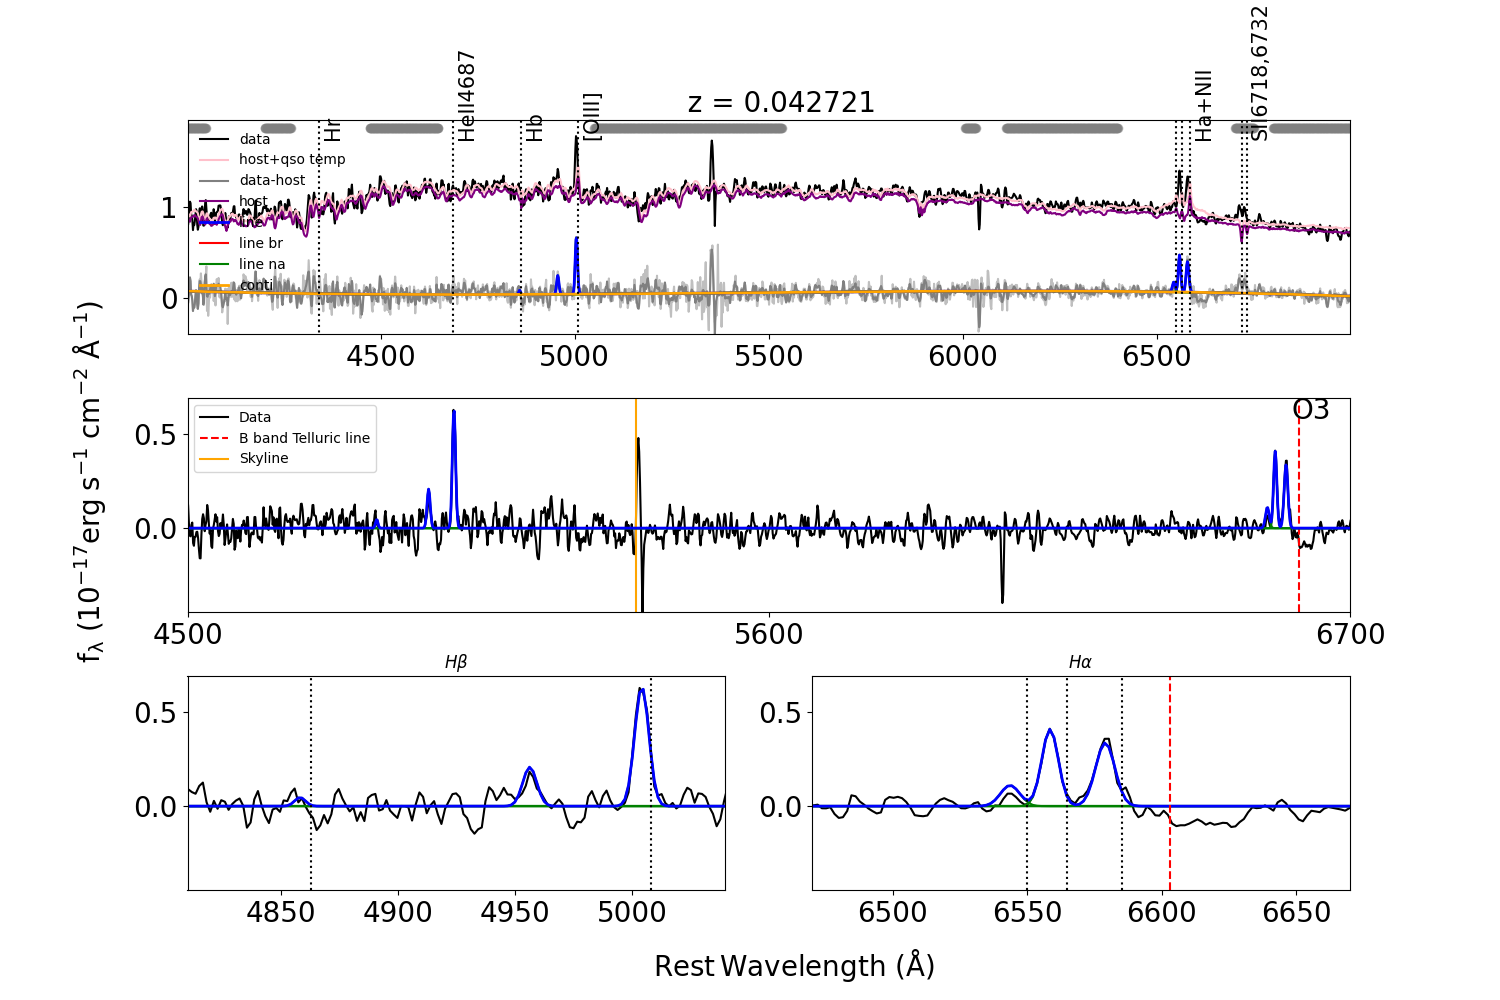 z = 0.042721
Hr
HeII4687
Hb
[OIII]
Ha+NII
SII6718,6732
data
host+qso temp
data-host
host
line br
line na
conti
1
0
4500 5000 5500 6000 6500
Data
B band Telluric line
Skyline
O3
0.5
0.0
4500 5600 6700
fλ (10⁻¹⁷erg s⁻¹ cm⁻² Å⁻¹)
Hβ
0.5
0.0
4850 4900 4950 5000
Hα
0.5
0.0
6500 6550 6600 6650
Rest Wavelength (Å)